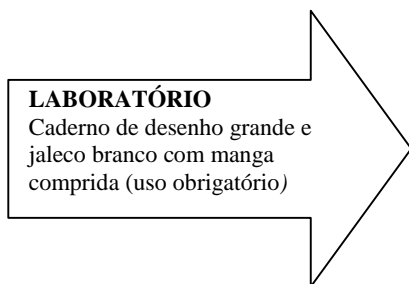 LABORATÓRIO
Caderno de desenho grande e
jaleco branco com manga
comprida (uso obrigatório)